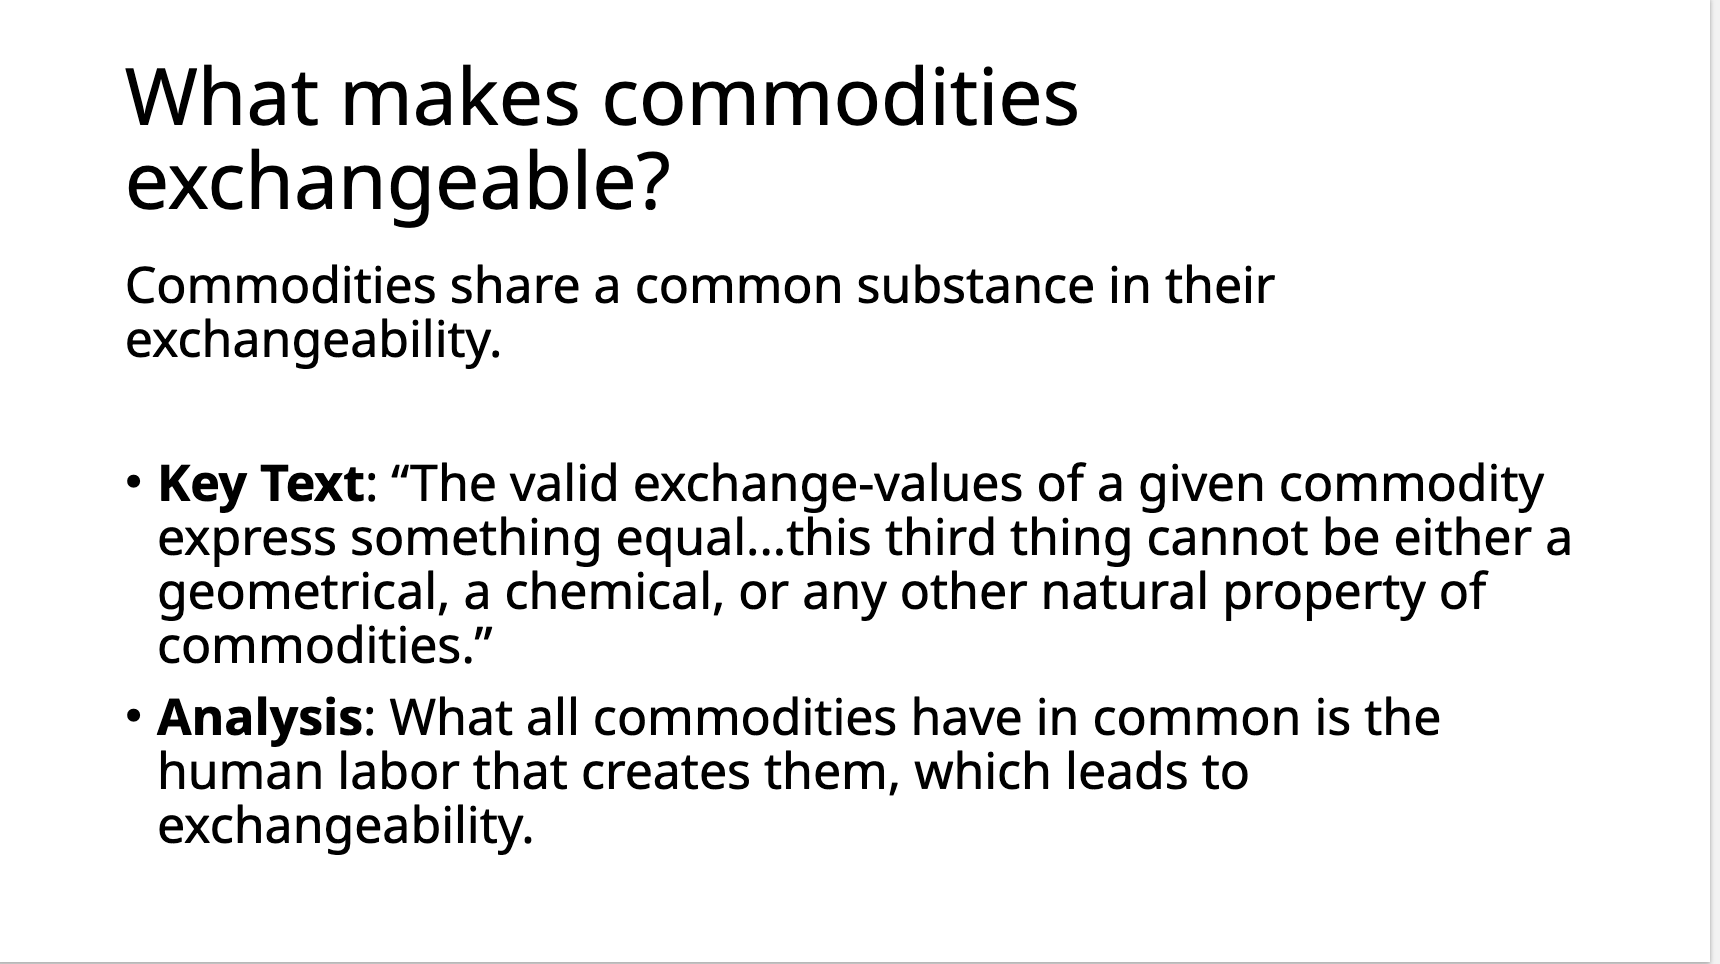 What makes commodities
exchangeable?
Commodities share a common substance in their
exchangeability.
• Key Text: “The valid exchange-values of a given commodity
express something equal…this third thing cannot be either a
geometrical, a chemical, or any other natural property of
commodities.”
• Analysis: What all commodities have in common is the
human labor that creates them, which leads to
exchangeability.